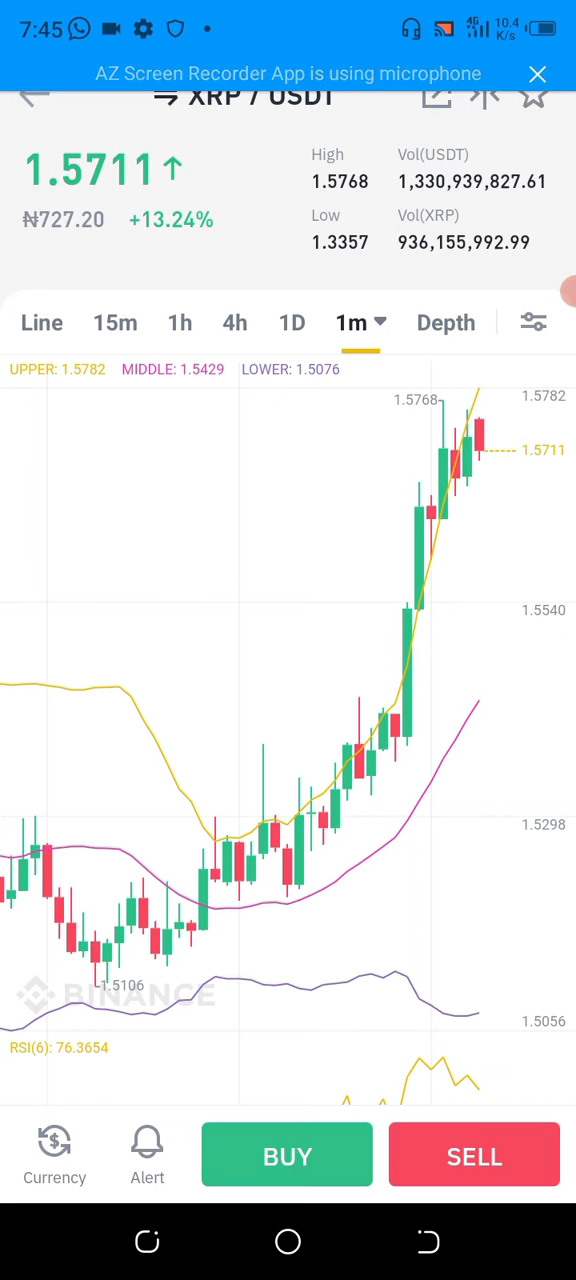 7:45 4G 10.4 K/s
AZ Screen Recorder App is using microphone
XRP / USDT
1.5711↑
High
Vol(USDT)
1.5768
1,330,939,827.61
₦727.20 +13.24%
Low
Vol(XRP)
1.3357
936,155,992.99
Line 15m 1h 4h 1D 1m Depth
UPPER: 1.5782 MIDDLE: 1.5429 LOWER: 1.5076
1.5782
1.5768
1.5711
1.5540
1.5298
1.5106
BINANCE
1.5056
RSI(6): 76.3654
Currency
Alert
BUY
SELL